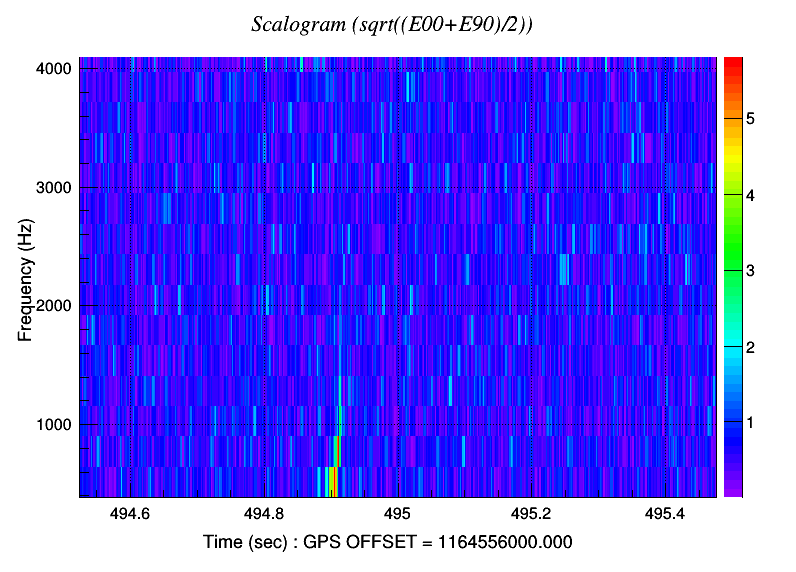 Scalogram (sqrt((E00+E90)/2))
4000
3000
2000
1000
Frequency (Hz)
494.6 494.8 495 495.2 495.4
Time (sec) : GPS OFFSET = 1164556000.000
5
4
3
2
1